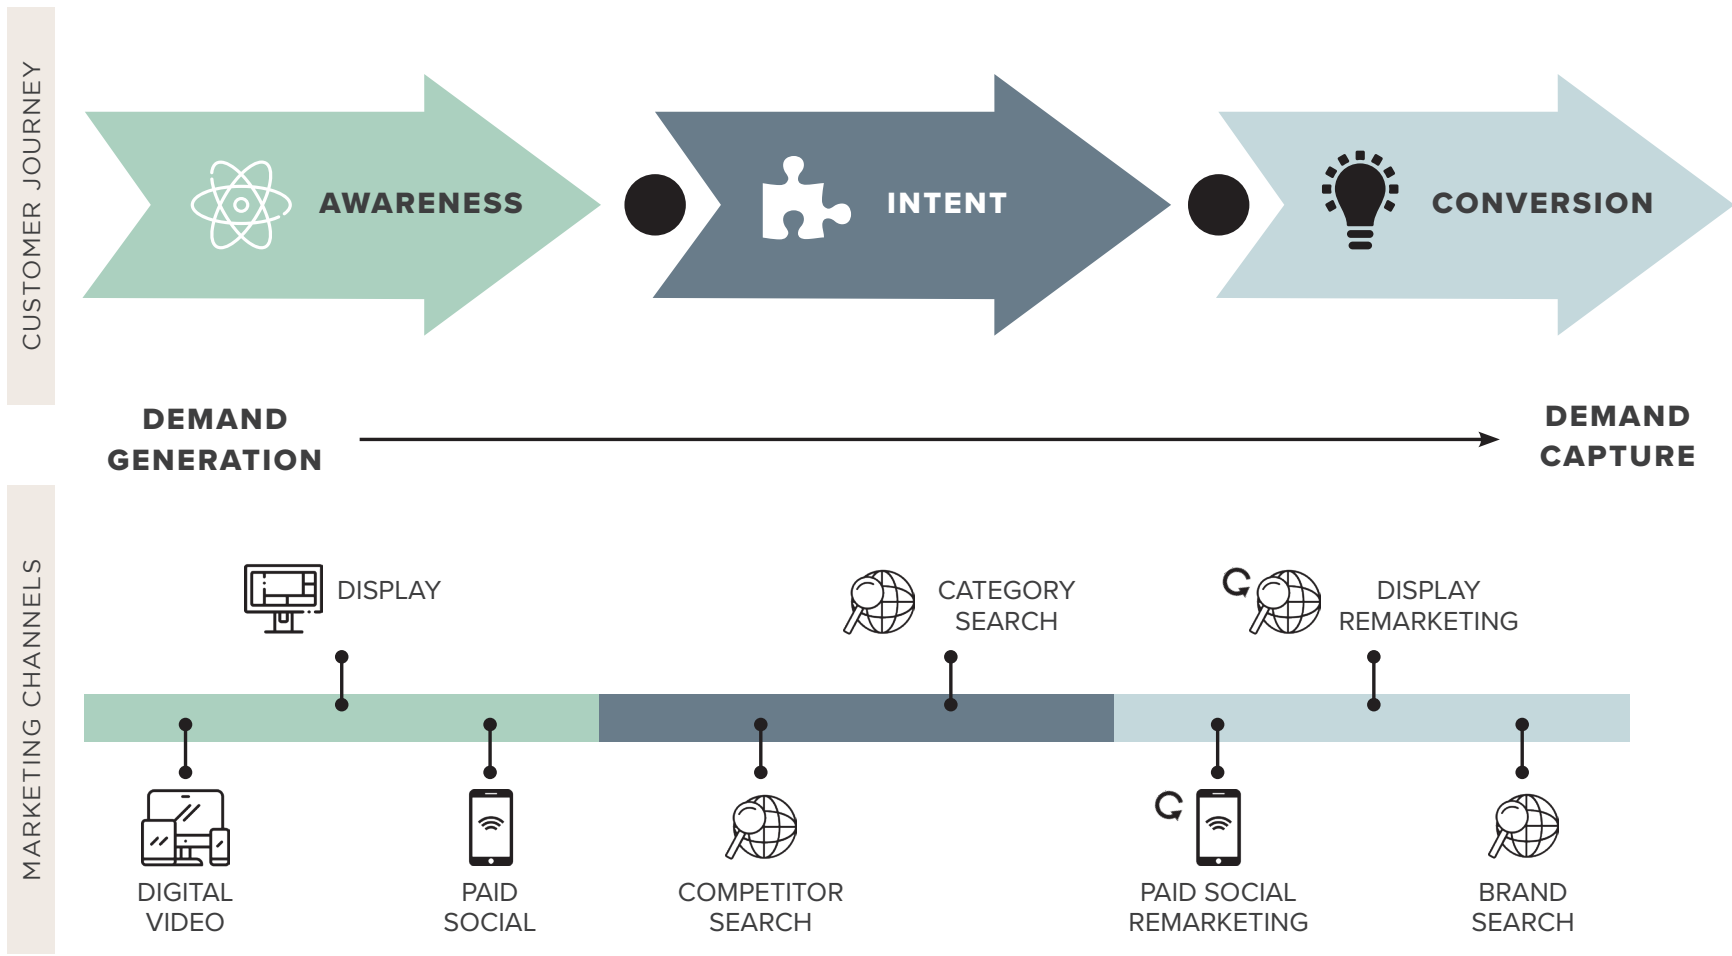 CUSTOMER JOURNEY
AWARENESS
INTENT
CONVERSION
DEMAND
GENERATION
DEMAND
CAPTURE
MARKETING CHANNELS
DISPLAY
CATEGORY
SEARCH
DISPLAY
REMARKETING
DIGITAL
VIDEO
PAID
SOCIAL
COMPETITOR
SEARCH
PAID SOCIAL
REMARKETING
BRAND
SEARCH